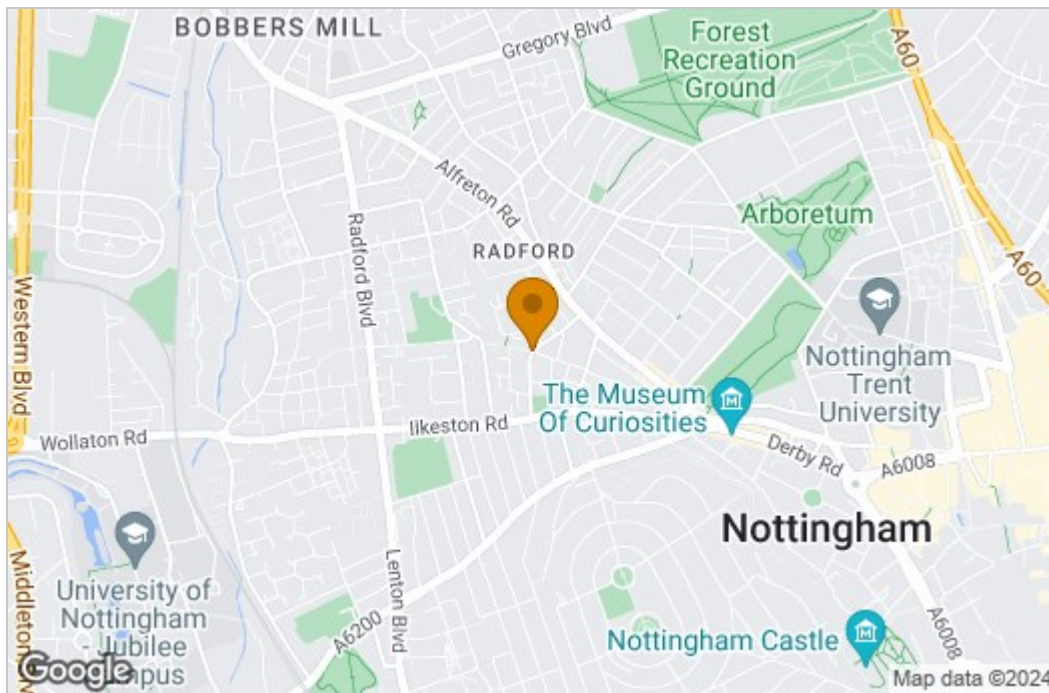 BOBBERS MILL
Gregory Blvd
Forest
Recreation
Ground
A60
Alfreton Rd
Arboretum
RADFORD
Radford Blvd
A60
Western Blvd
Nottingham
Trent
University
The Museum
Of Curiosities
Ilkeston Rd
Wollaton Rd
Derby Rd
A6008
Nottingham
University of
Nottingham
- Jubilee
Campus
Middleton Blvd
Lenton Blvd
A6200
Nottingham Castle
A6008
Google
Map data ©2024